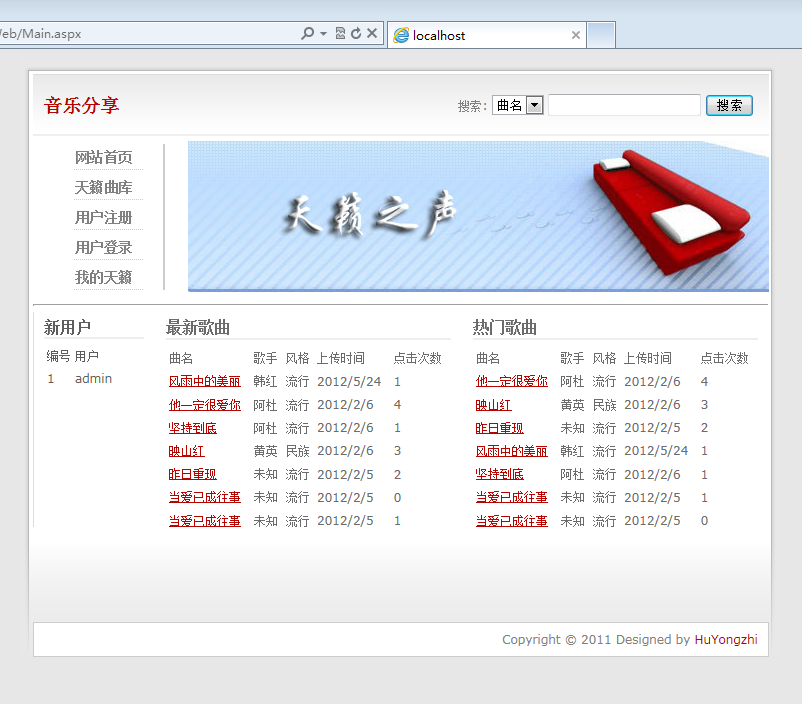 /eb/Main.aspx
localhost
音乐分享
搜索: 曲名 搜索
网站首页
天籁曲库
用户注册
用户登录
我的天籁
天籁之声
新用户
编号 用户
1 admin
最新歌曲
曲名 歌手 风格 上传时间 点击次数
风雨中的美丽 韩红 流行 2012/5/24 1
他一定很爱你 阿杜 流行 2012/2/6 4
坚持到底 阿杜 流行 2012/2/6 1
映山红 黄英 民族 2012/2/6 3
昨日重现 未知 流行 2012/2/5 2
当爱已成往事 未知 流行 2012/2/5 0
当爱已成往事 未知 流行 2012/2/5 1
热门歌曲
曲名 歌手 风格 上传时间 点击次数
他一定很爱你 阿杜 流行 2012/2/6 4
映山红 黄英 民族 2012/2/6 3
昨日重现 未知 流行 2012/2/5 2
风雨中的美丽 韩红 流行 2012/5/24 1
坚持到底 阿杜 流行 2012/2/6 1
当爱已成往事 未知 流行 2012/2/5 1
当爱已成往事 未知 流行 2012/2/5 0
Copyright © 2011 Designed by HuYongzhi